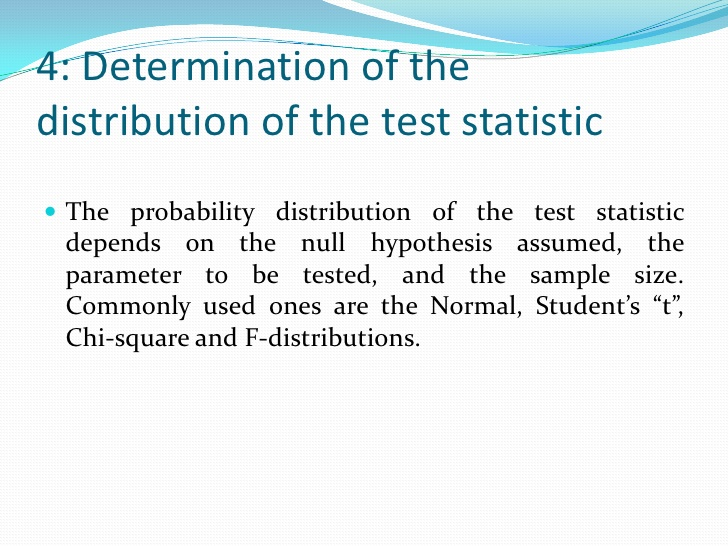 4: Determination of the
distribution of the test statistic
• The probability distribution of the test statistic
depends on the null hypothesis assumed, the
parameter to be tested, and the sample size.
Commonly used ones are the Normal, Student’s “t”,
Chi-square and F-distributions.